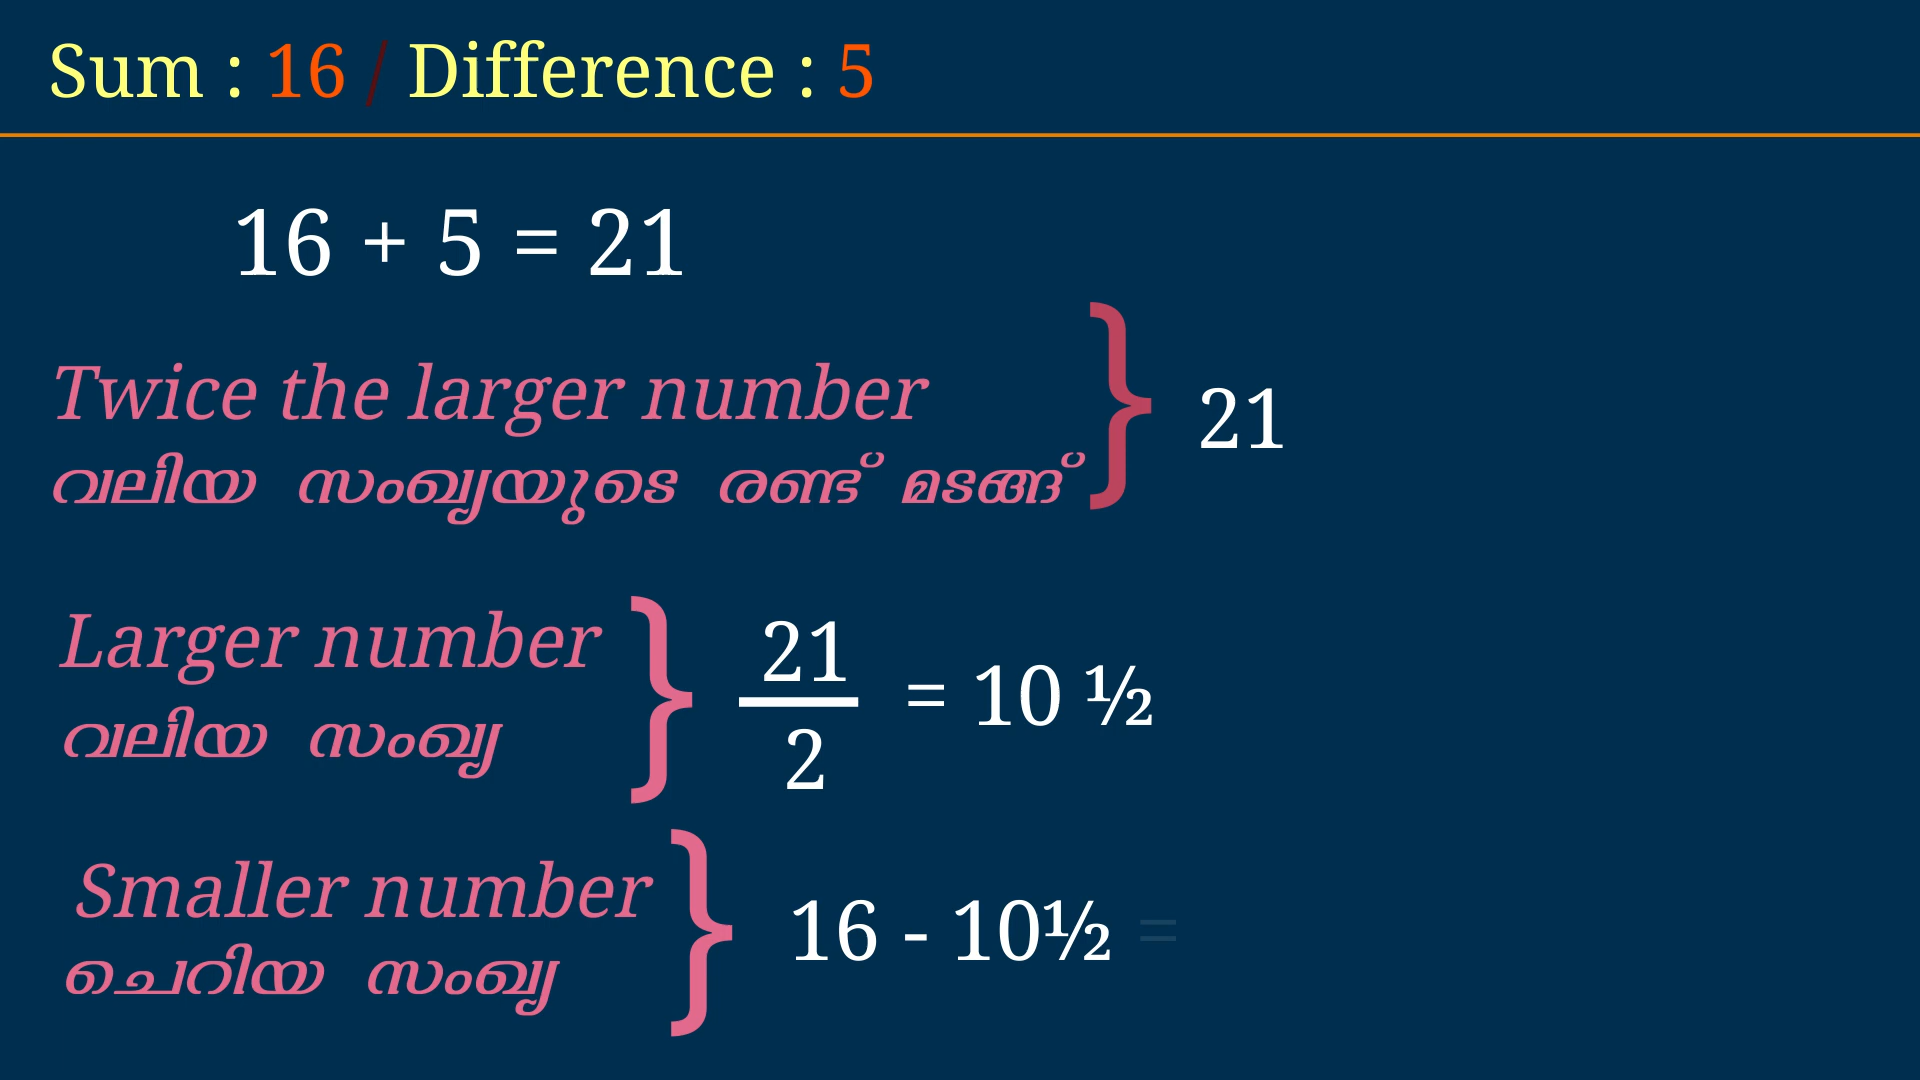 Sum : 16 / Difference : 5
16 + 5 = 21
Twice the larger number
വലിയ സംഖ്യയുടെ രണ്ട് മടങ്ങ്
} 21
Larger number
വലിയ സംഖ്യ
} 21/2 = 10 ½
Smaller number
ചെറിയ സംഖ്യ
} 16 - 10½ =